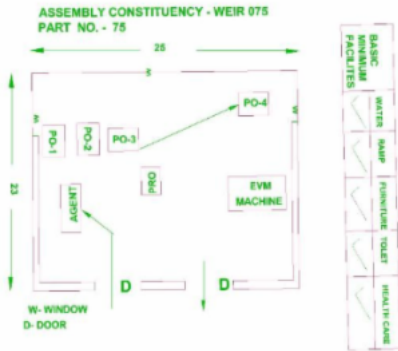 ASSEMBLY CONSTITUENCY - WEIR 075
PART NO. - 75
25
23
W
W
W
PO-1
PO-2
PO-3
PO-4
AGENT
PRO
EVM
MACHINE
D
D
W- WINDOW
D- DOOR
BASIC
MINIMUM
FACILITES
WATER
RAMP
FURNITURE
TOLET
HEALTH CARE